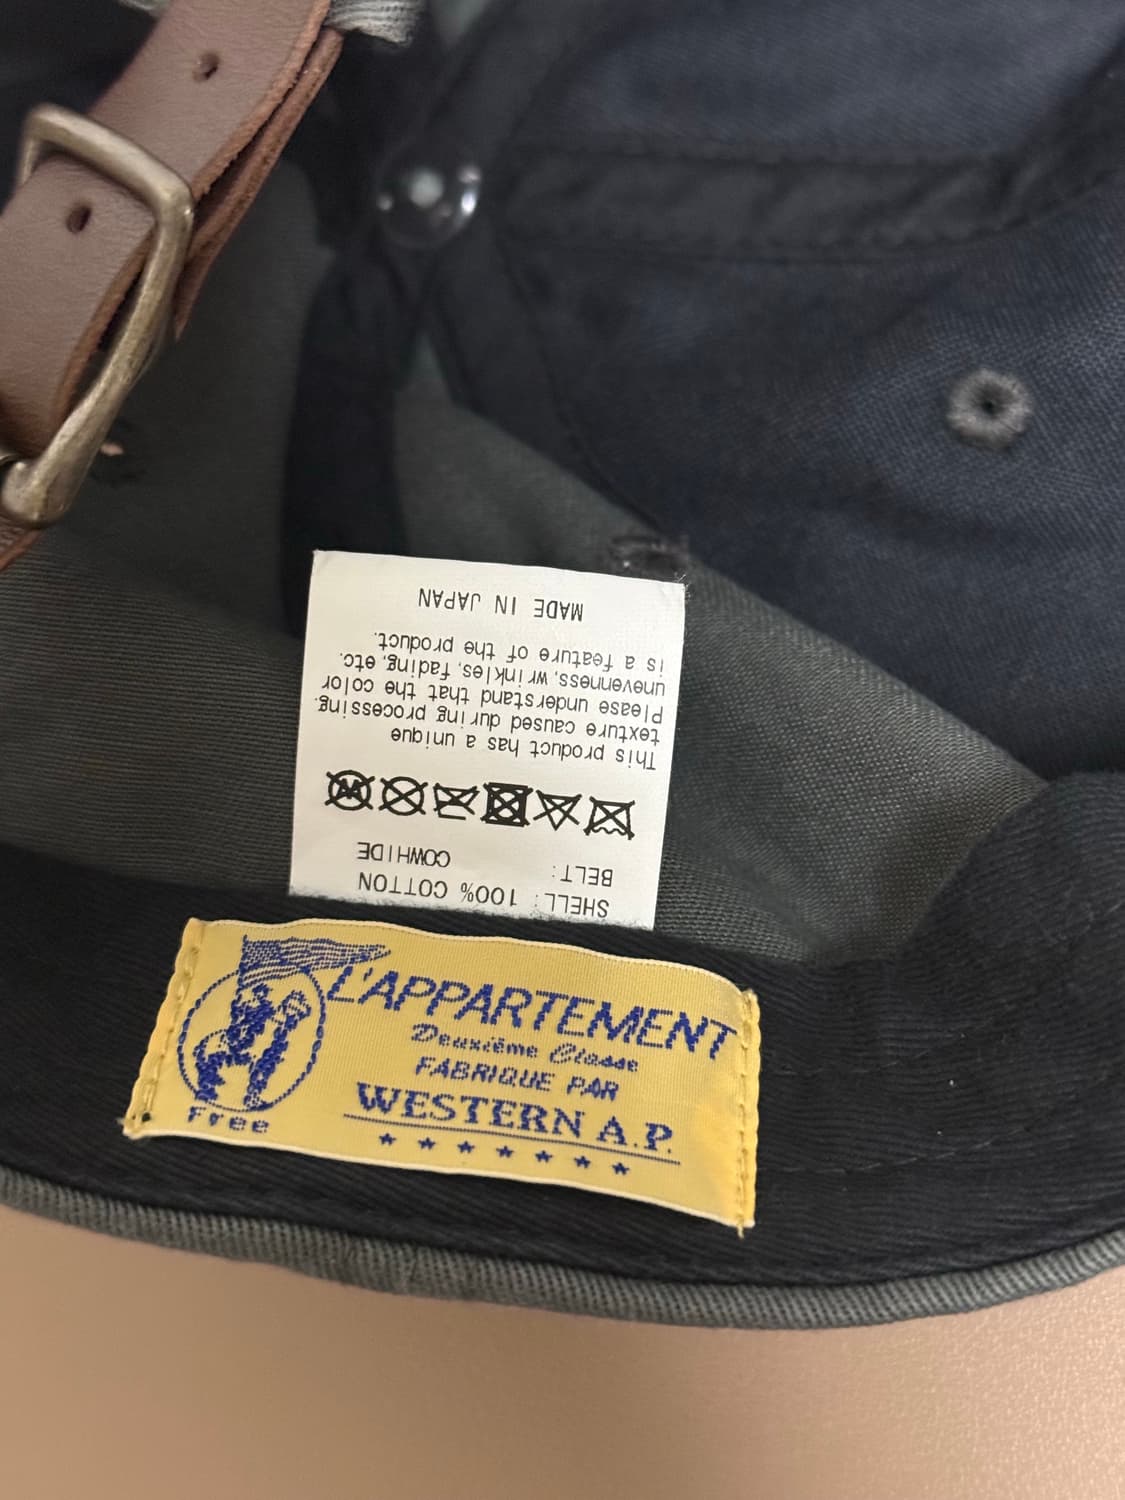 SHELL: 100% COTTON
BELT: COWHIDE
This product has a unique
texture caused during processing.
Please understand that the color
unevenness, wrinkles, fading, etc.
is a feature of the product.
MADE IN JAPAN
L'APPARTEMENT
Deuxième Classe
FABRIQUE PAR
WESTERN A.P.
Free